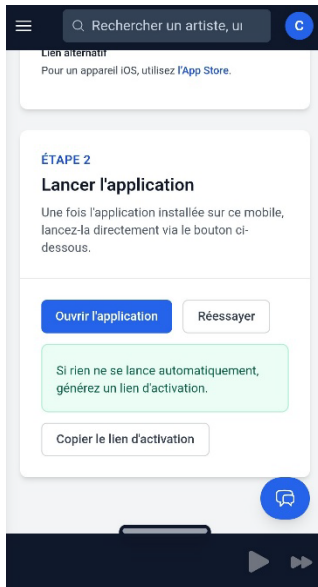 Rechercher un artiste, u
C
Lien alternatif
Pour un appareil iOS, utilisez l'App Store.
ÉTAPE 2
Lancer l'application
Une fois l'application installée sur ce mobile,
lancez-la directement via le bouton ci-
dessous.
Ouvrir l'application
Réessayer
Si rien ne se lance automatiquement,
générez un lien d'activation.
Copier le lien d'activation